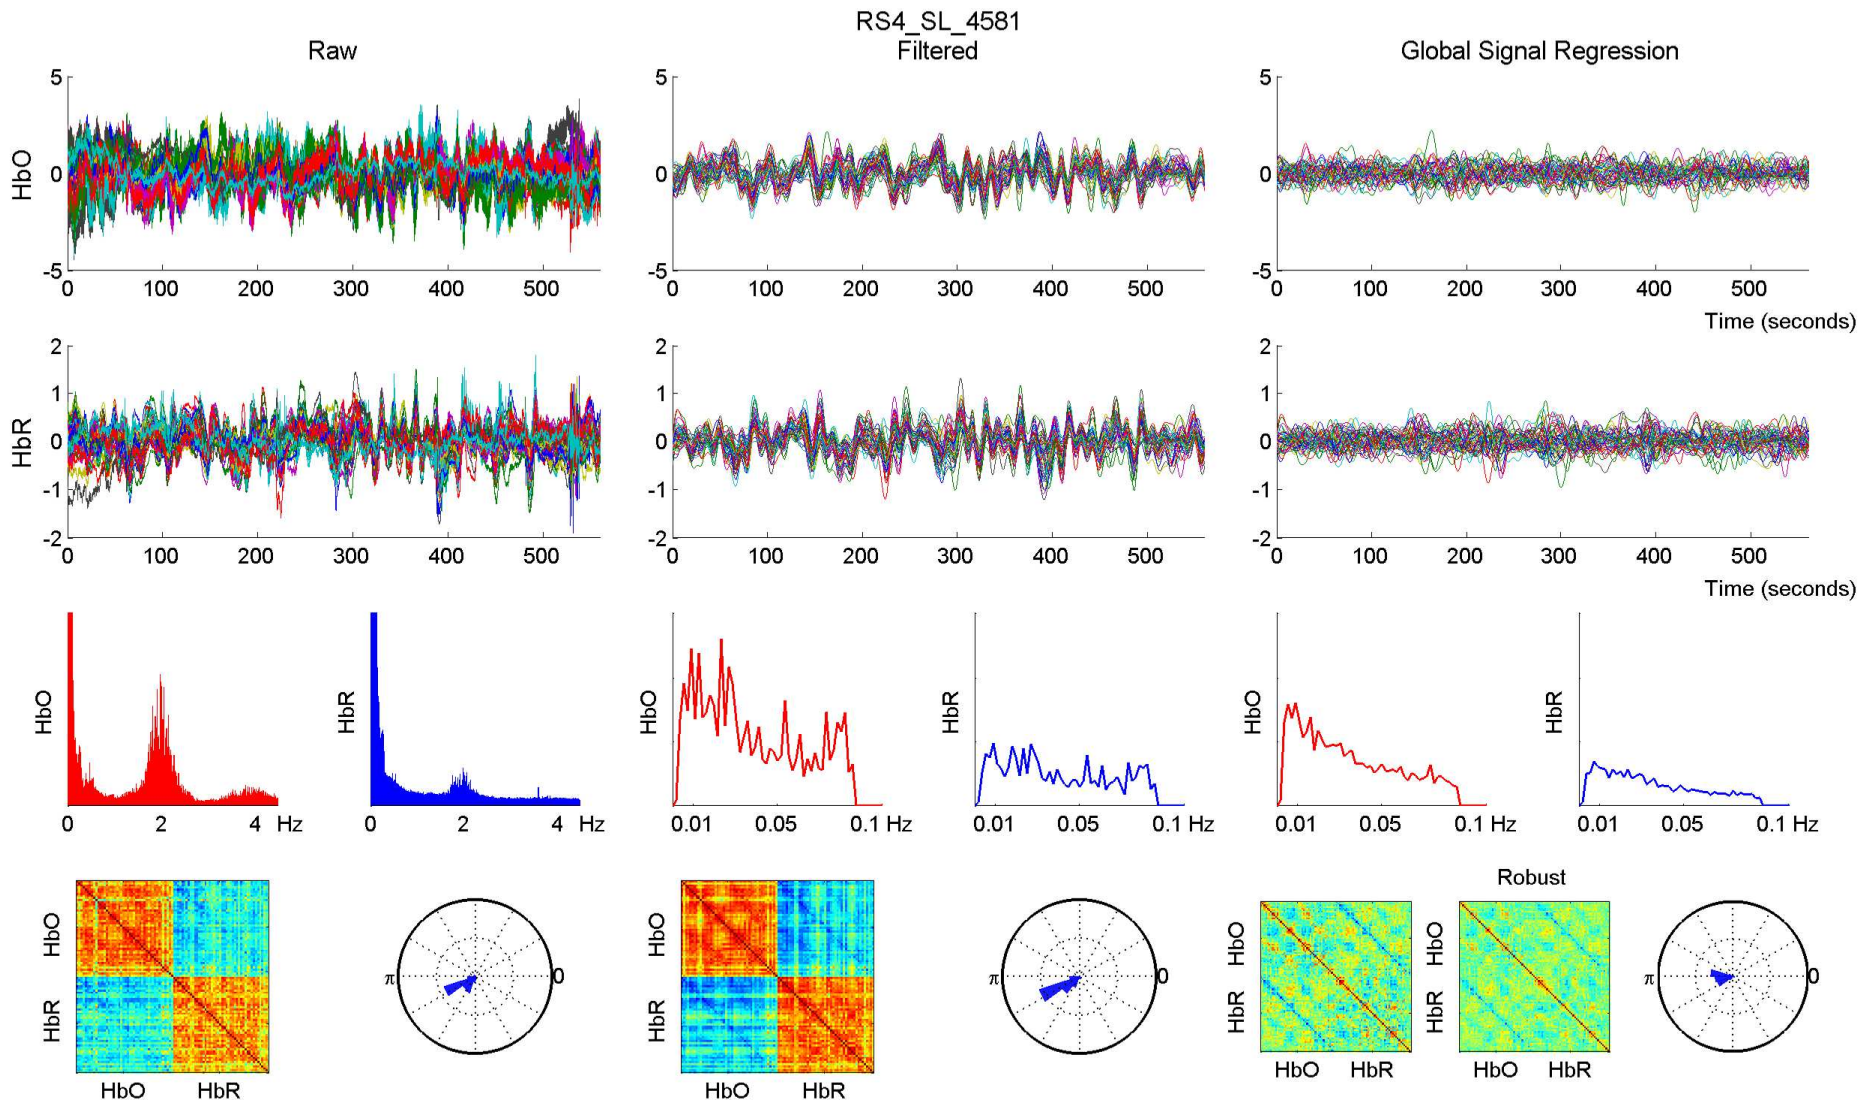 RS4_SL_4581
Raw
Filtered
Global Signal Regression
HbO
5
0
-5
0 100 200 300 400 500
5
0
-5
0 100 200 300 400 500
5
0
-5
0 100 200 300 400 500
Time (seconds)
HbR
2
1
0
-1
-2
0 100 200 300 400 500
2
1
0
-1
-2
0 100 200 300 400 500
2
1
0
-1
-2
0 100 200 300 400 500
Time (seconds)
HbO
0 2 4 Hz
HbR
0 2 4 Hz
HbO
0.01 0.05 0.1 Hz
HbR
0.01 0.05 0.1 Hz
HbO
0.01 0.05 0.1 Hz
HbR
0.01 0.05 0.1 Hz
HbO
HbR
HbO HbR
π 0
HbO
HbR
HbO HbR
π 0
HbO
HbR
HbO HbR
Robust
HbO
HbR
HbO HbR
π 0